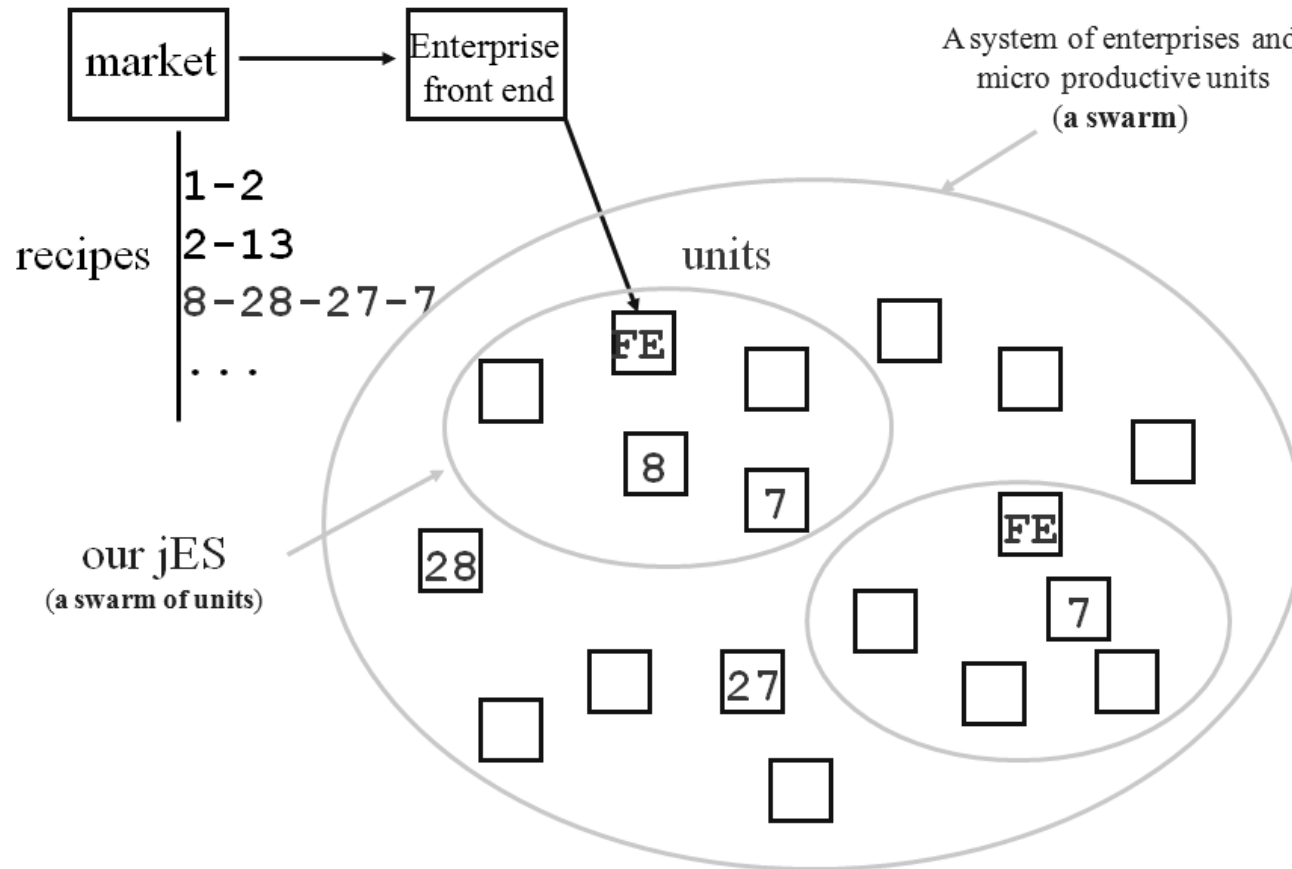 market
Enterprise
front end
A system of enterprises and
micro productive units
(a swarm)
recipes
1-2
2-13
8-28-27-7
...
units
FE
8
7
our jES
(a swarm of units)
28
FE
7
27